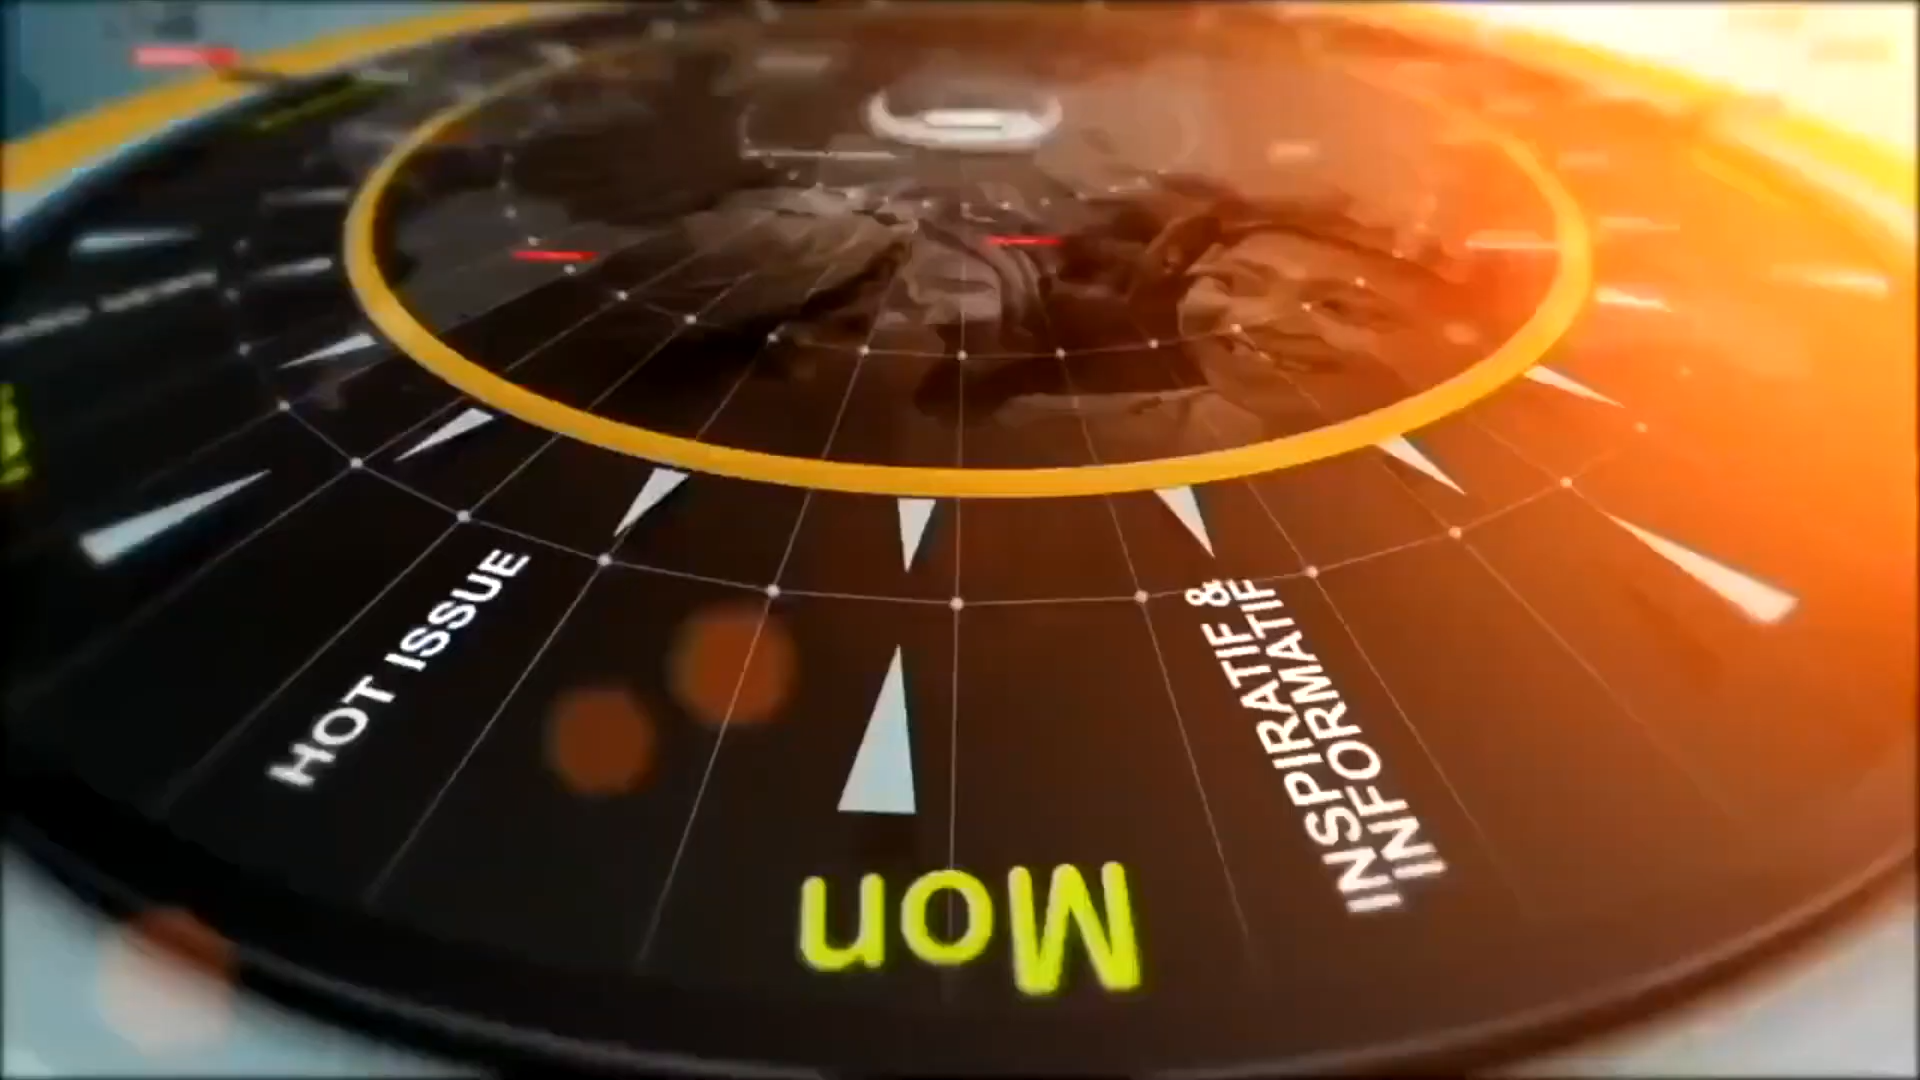 HOT ISSUE
INSPIRATIF &
INFORMATIF
Mon